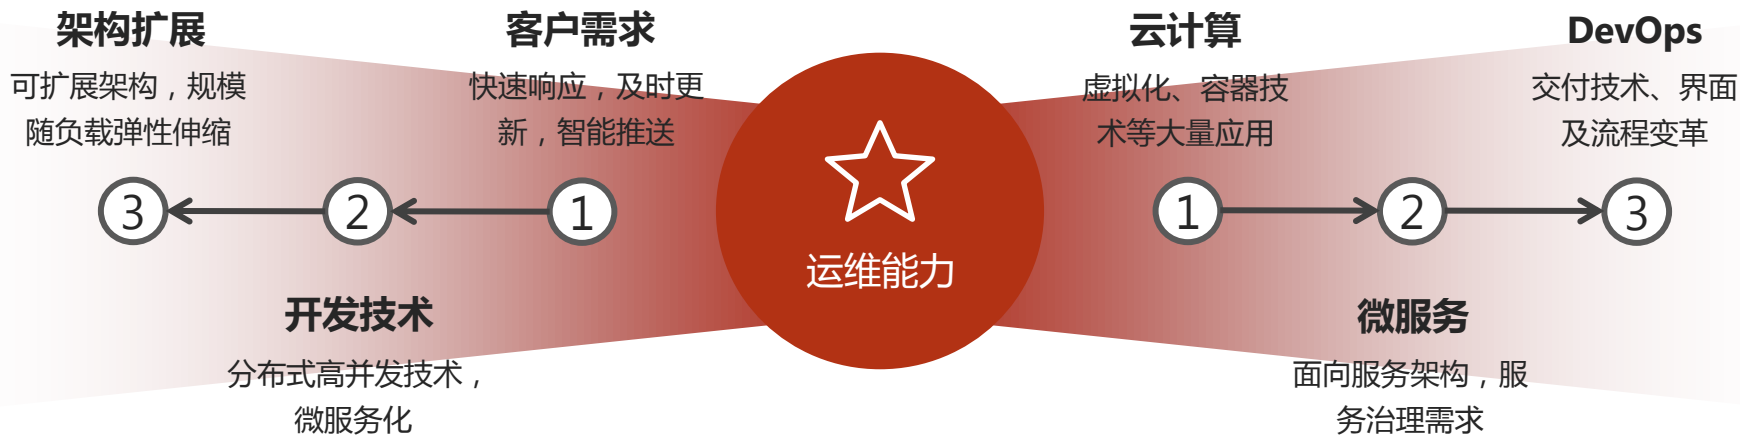 架构扩展
可扩展架构，规模
随负载弹性伸缩
客户需求
快速响应，及时更
新，智能推送
3
2
1
开发技术
分布式高并发技术，
微服务化
运维能力
云计算
虚拟化、容器技
术等大量应用
DevOps
交付技术、界面
及流程变革
1
2
3
微服务
面向服务架构，服
务治理需求